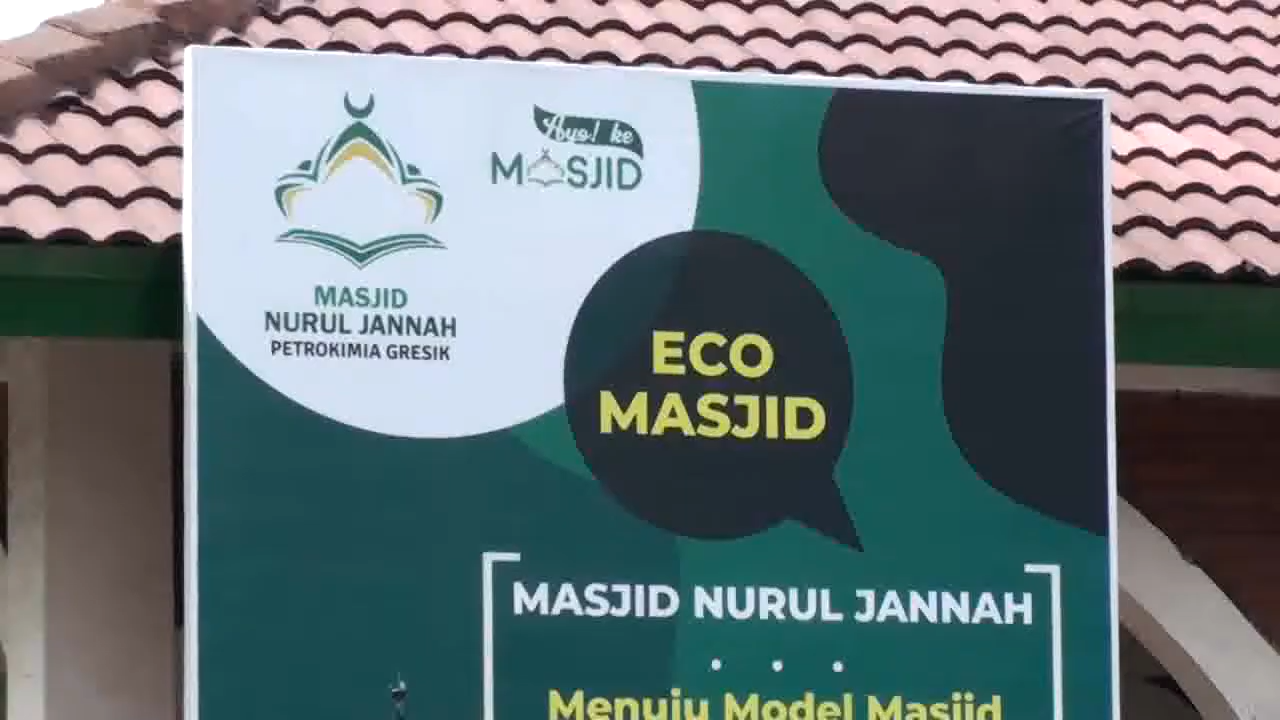 Ayo! ke
MASJID
MASJID
NURUL JANNAH
PETROKIMIA GRESIK
ECO
MASJID
MASJID NURUL JANNAH
Menuju Model Masjid